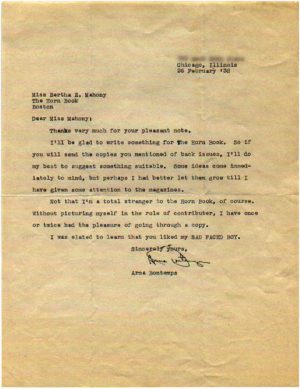 Chicago, Illinois
26 February '38
Miss Bertha E. Mahony
The Horn Book
Boston
Dear Miss Mahony:
Thanks very much for your pleasant note.
I'll be glad to write something for the Horn Book. So if
you will send the copies you mentioned of back issues, I'll do
my best to suggest something suitable. Some ideas come immed-
iately to mind, but perhaps I had better let them grow till I
have given some attention to the magazines.
Not that I'm a total stranger to the Horn Book, of course.
Without picturing myself in the role of contributor, I have once
or twice had the pleasure of going through a copy.
I was elated to learn that you liked my SAD FACED BOY.
Sincerely yours,
Arna Bontemps